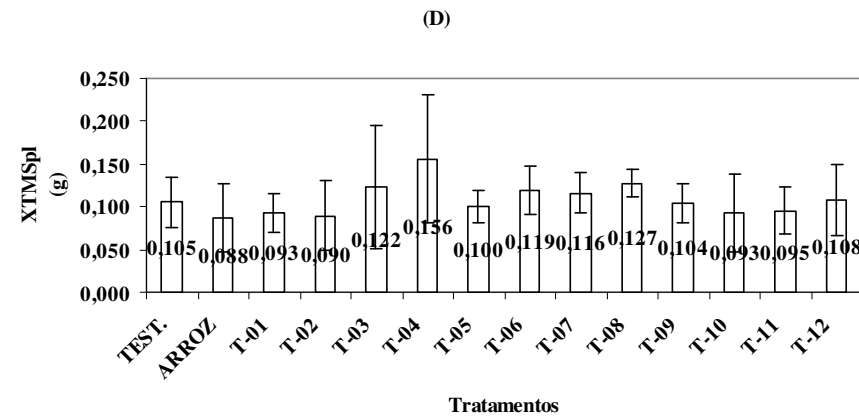 (D)
0,250
0,200
0,150
0,100
0,050
0,000
XTMSpl
(g)
0,105 0,088 0,093 0,090 0,122 0,156 0,100 0,119 0,116 0,127 0,104 0,093 0,095 0,108
TEST. ARROZ T-01 T-02 T-03 T-04 T-05 T-06 T-07 T-08 T-09 T-10 T-11 T-12
Tratamentos